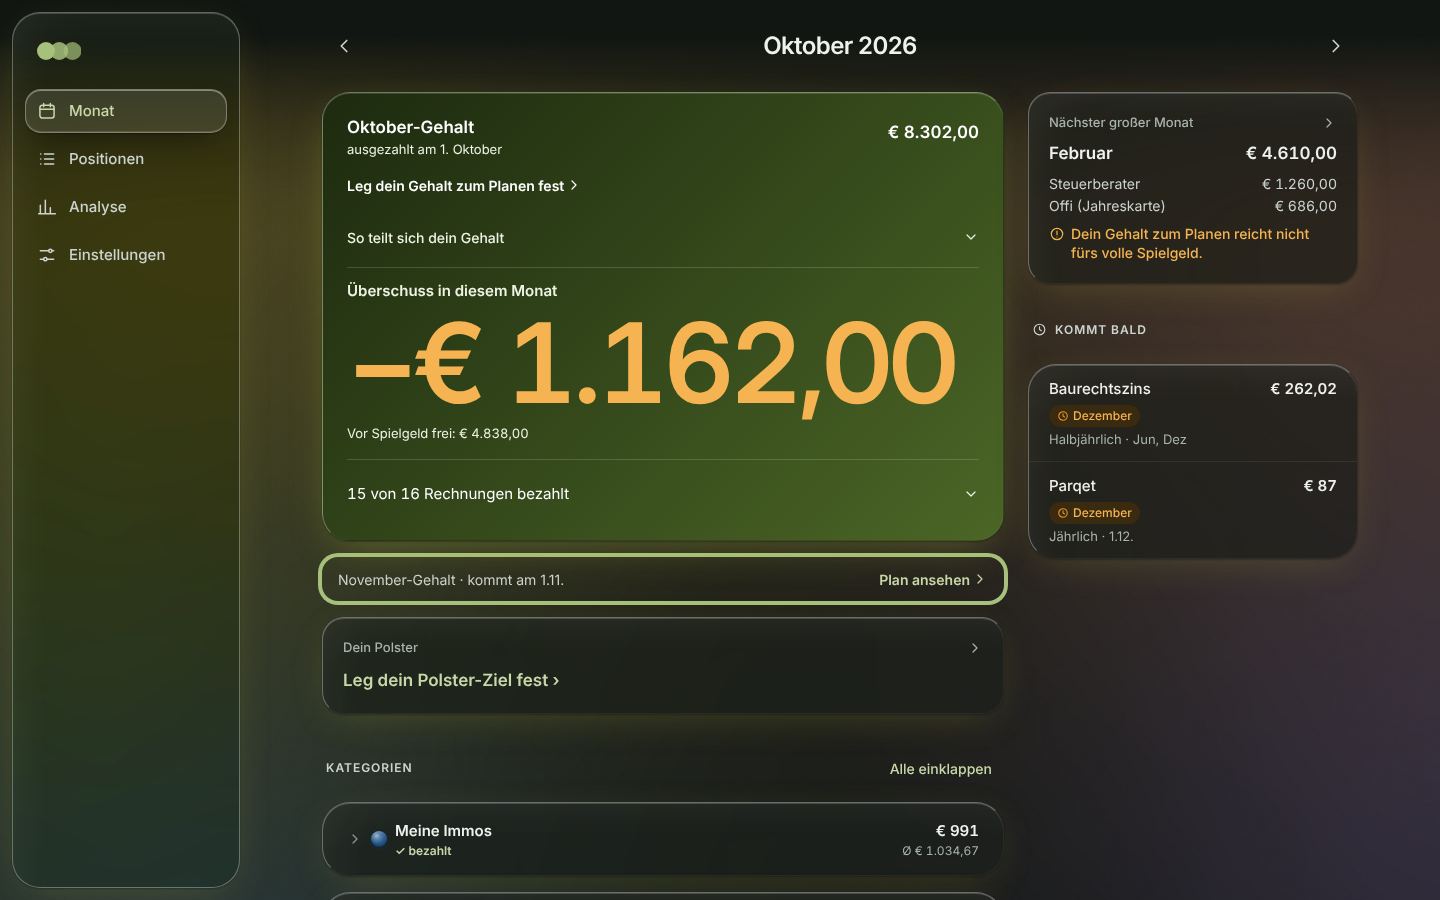 Oktober 2026
Monat
Positionen
Analyse
Einstellungen
Oktober-Gehalt
€ 8.302,00
ausgezahlt am 1. Oktober
Leg dein Gehalt zum Planen fest
So teilt sich dein Gehalt
Überschuss in diesem Monat
–€ 1.162,00
Vor Spielgeld frei: € 4.838,00
15 von 16 Rechnungen bezahlt
November-Gehalt · kommt am 1.11.
Plan ansehen
Dein Polster
Leg dein Polster-Ziel fest ›
KATEGORIEN
Alle einklappen
Meine Immos
€ 991
✓ bezahlt
Ø € 1.034,67
Nächster großer Monat
Februar
€ 4.610,00
Steuerberater
€ 1.260,00
Offi (Jahreskarte)
€ 686,00
Dein Gehalt zum Planen reicht nicht
fürs volle Spielgeld.
KOMMT BALD
Baurechtszins
€ 262,02
Dezember
Halbjährlich · Jun, Dez
Parqet
€ 87
Dezember
Jährlich · 1.12.